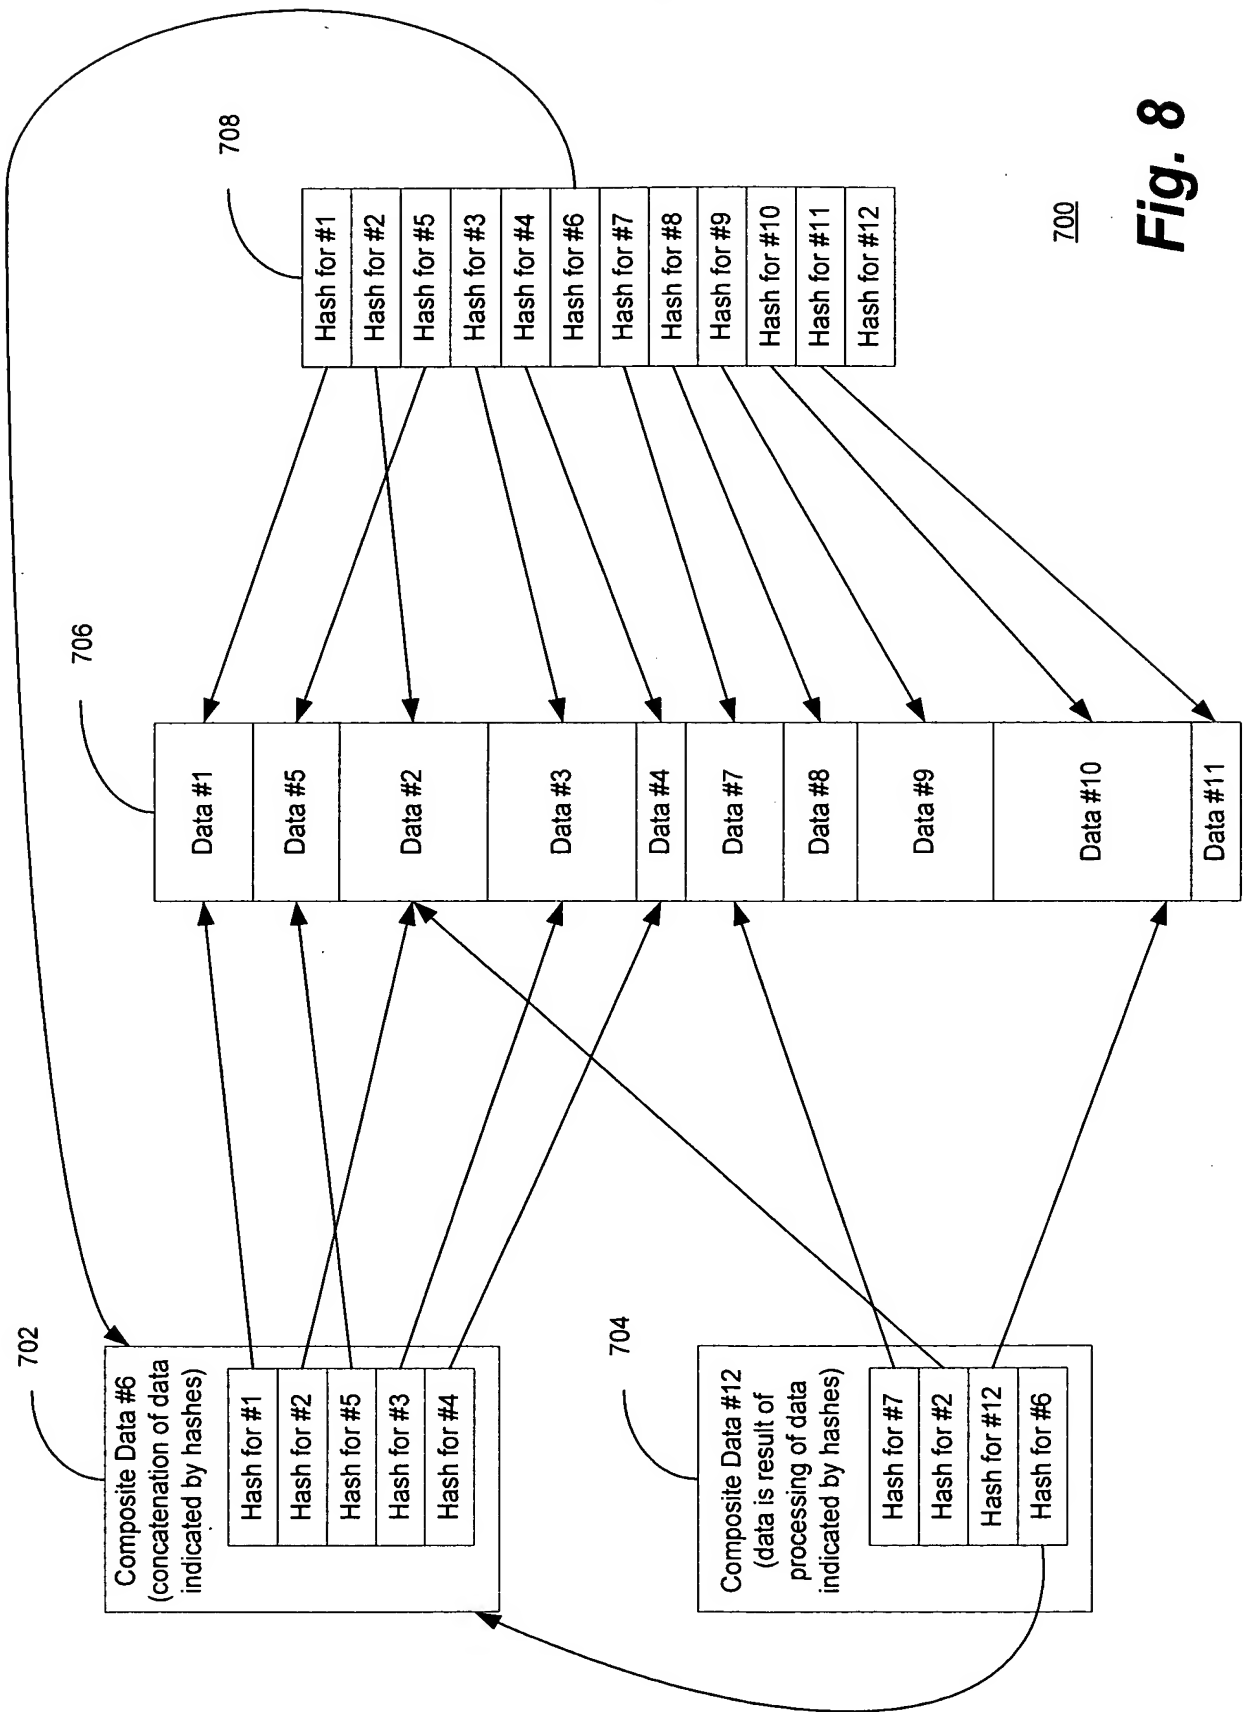 702
Composite Data #6
(concatenation of data
indicated by hashes)
Hash for #1
Hash for #2
Hash for #5
Hash for #3
Hash for #4
704
Composite Data #12
(data is result of
processing of data
indicated by hashes)
Hash for #7
Hash for #2
Hash for #12
Hash for #6
706
Data #1
Data #5
Data #2
Data #3
Data #4
Data #7
Data #8
Data #9
Data #10
Data #11
708
Hash for #1
Hash for #2
Hash for #5
Hash for #3
Hash for #4
Hash for #6
Hash for #7
Hash for #8
Hash for #9
Hash for #10
Hash for #11
Hash for #12
700
Fig. 8